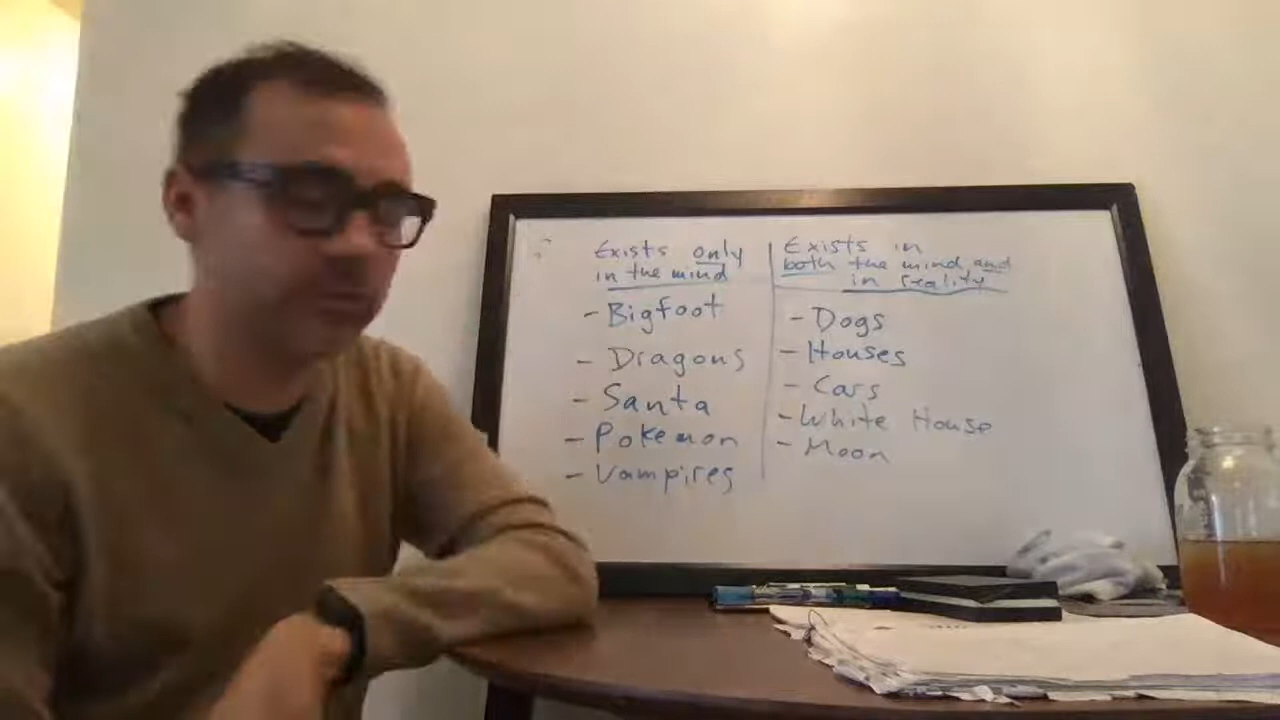 Exists only
in the mind
- Bigfoot
- Dragons
- Santa
- Pokemon
- Vampires
Exists in
both the mind and
in reality
- Dogs
- Houses
- Cars
- White House
- Moon